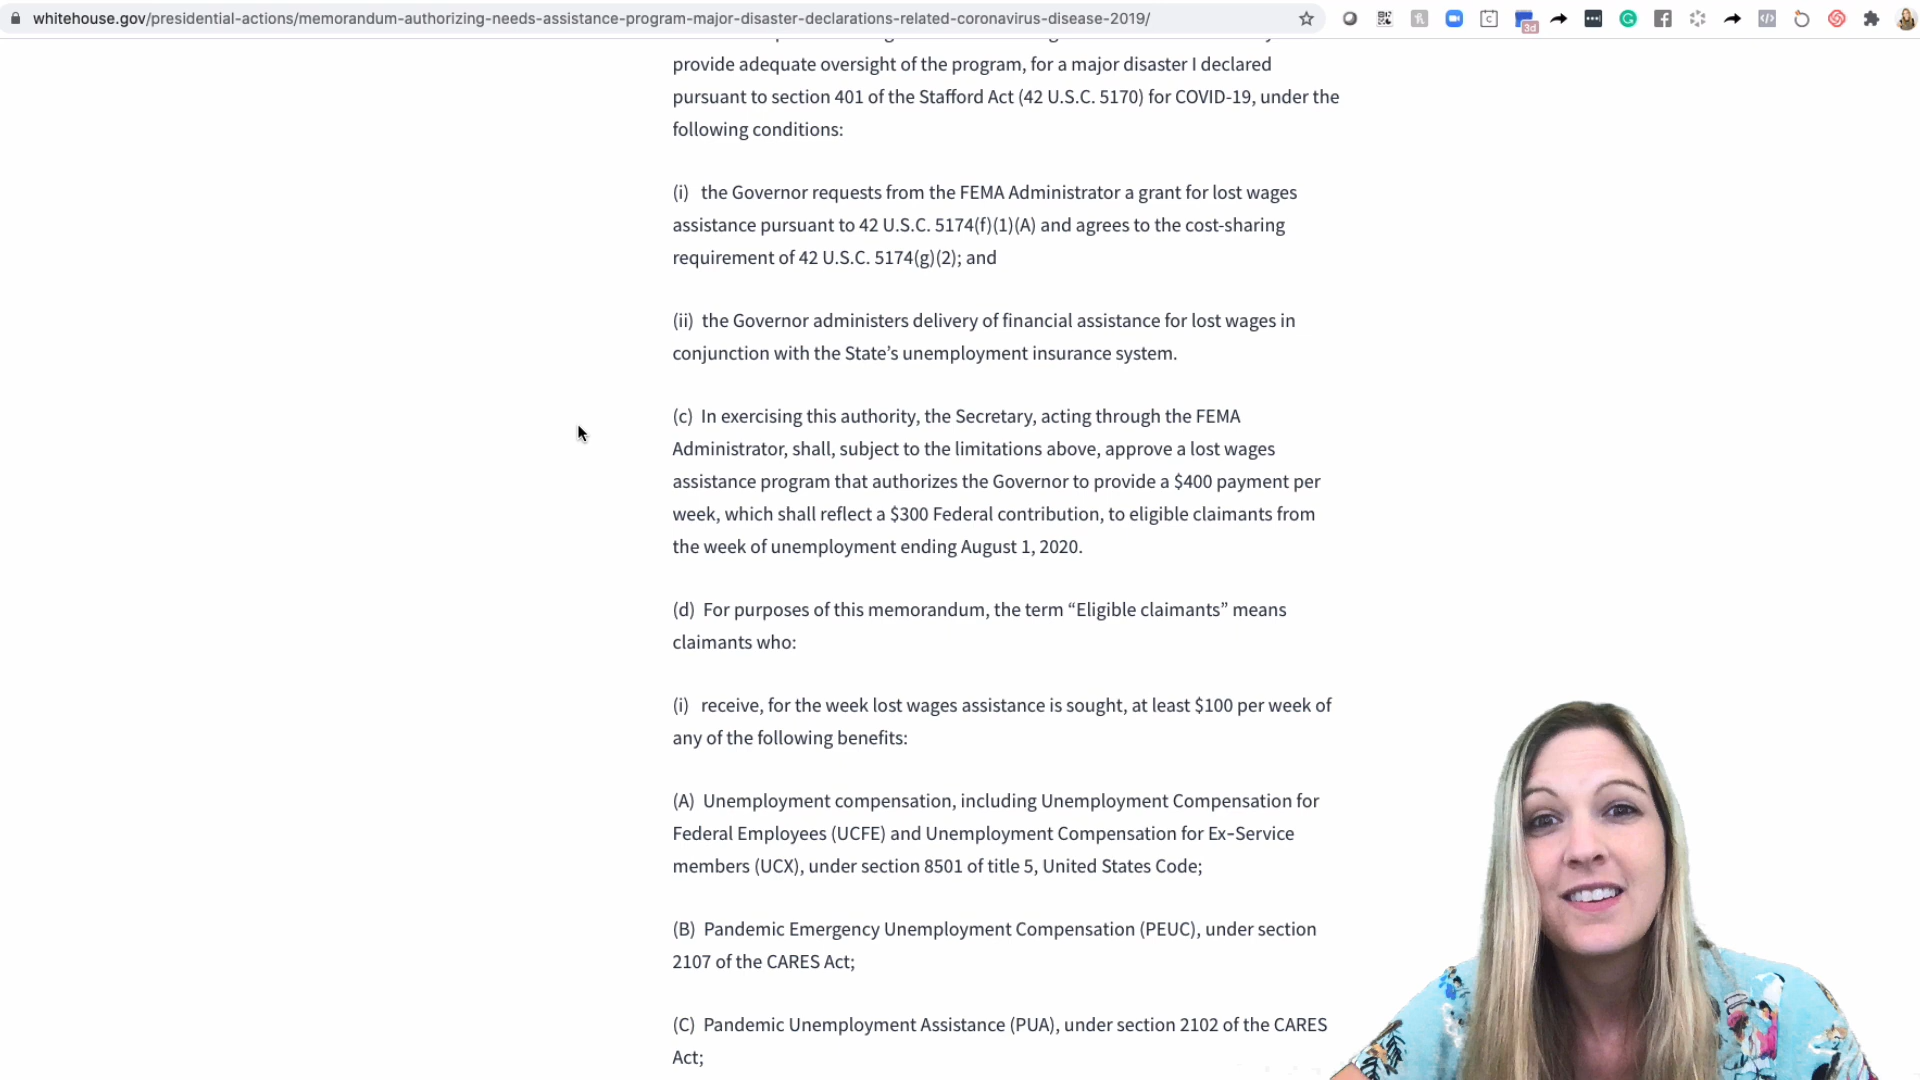 whitehouse.gov/presidential-actions/memorandum-authorizing-needs-assistance-program-major-disaster-declarations-related-coronavirus-disease-2019/
3d
provide adequate oversight of the program, for a major disaster I declared
pursuant to section 401 of the Stafford Act (42 U.S.C. 5170) for COVID-19, under the
following conditions:
(i) the Governor requests from the FEMA Administrator a grant for lost wages
assistance pursuant to 42 U.S.C. 5174(f)(1)(A) and agrees to the cost-sharing
requirement of 42 U.S.C. 5174(g)(2); and
(ii) the Governor administers delivery of financial assistance for lost wages in
conjunction with the State’s unemployment insurance system.
(c) In exercising this authority, the Secretary, acting through the FEMA
Administrator, shall, subject to the limitations above, approve a lost wages
assistance program that authorizes the Governor to provide a $400 payment per
week, which shall reflect a $300 Federal contribution, to eligible claimants from
the week of unemployment ending August 1, 2020.
(d) For purposes of this memorandum, the term “Eligible claimants” means
claimants who:
(i) receive, for the week lost wages assistance is sought, at least $100 per week of
any of the following benefits:
(A) Unemployment compensation, including Unemployment Compensation for
Federal Employees (UCFE) and Unemployment Compensation for Ex-Service
members (UCX), under section 8501 of title 5, United States Code;
(B) Pandemic Emergency Unemployment Compensation (PEUC), under section
2107 of the CARES Act;
(C) Pandemic Unemployment Assistance (PUA), under section 2102 of the CARES
Act;